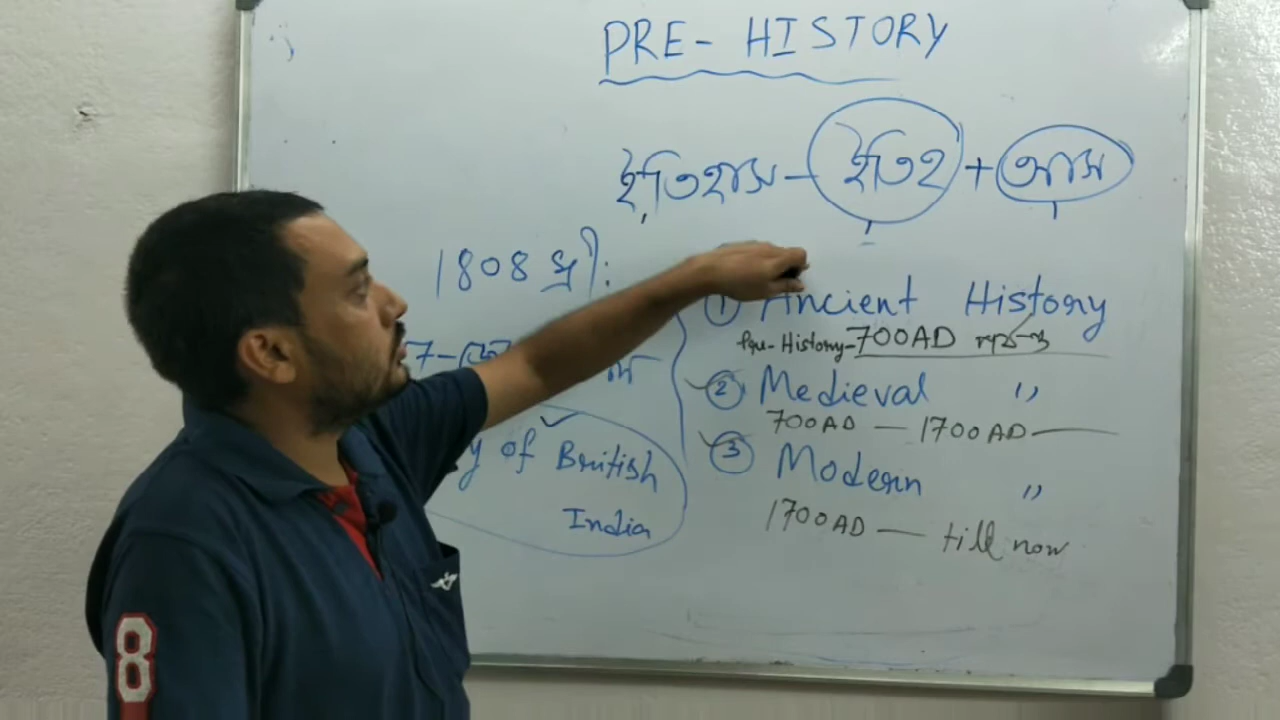 PRE- HISTORY
ইতিহাস - ইতিহ + আস
1808 খ্রী:
① Ancient History
Pre-History-700AD পর্যন্ত
② Medieval "
700AD — 1700AD
③ Modern "
1700AD — till now
of British
India
8